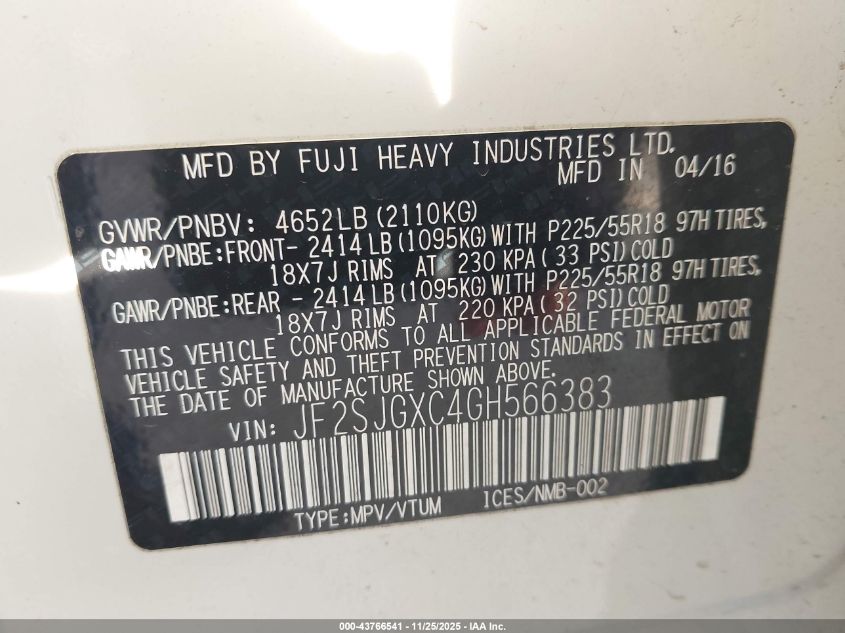 MFD BY FUJI HEAVY INDUSTRIES LTD.
MFD IN 04/16
GVWR/PNBV: 4652LB (2110KG)
GAWR/PNBE:FRONT- 2414LB (1095KG) WITH P225/55R18 97H TIRES,
18X7J RIMS AT 230 KPA ( 33 PSI) COLD
GAWR/PNBE:REAR - 2414LB (1095KG) WITH P225/55R18 97H TIRES,
18X7J RIMS AT 220 KPA ( 32 PSI) COLD
THIS VEHICLE CONFORMS TO ALL APPLICABLE FEDERAL MOTOR
VEHICLE SAFETY AND THEFT PREVENTION STANDARDS IN EFFECT ON
THE DATE OF MANUFACTURE SHOWN ABOVE.
VIN: JF2SJGXC4GH566383
TYPE:MPV/VTUM ICES/NMB-002
000-43766541 - 11/25/2025 - IAA Inc.